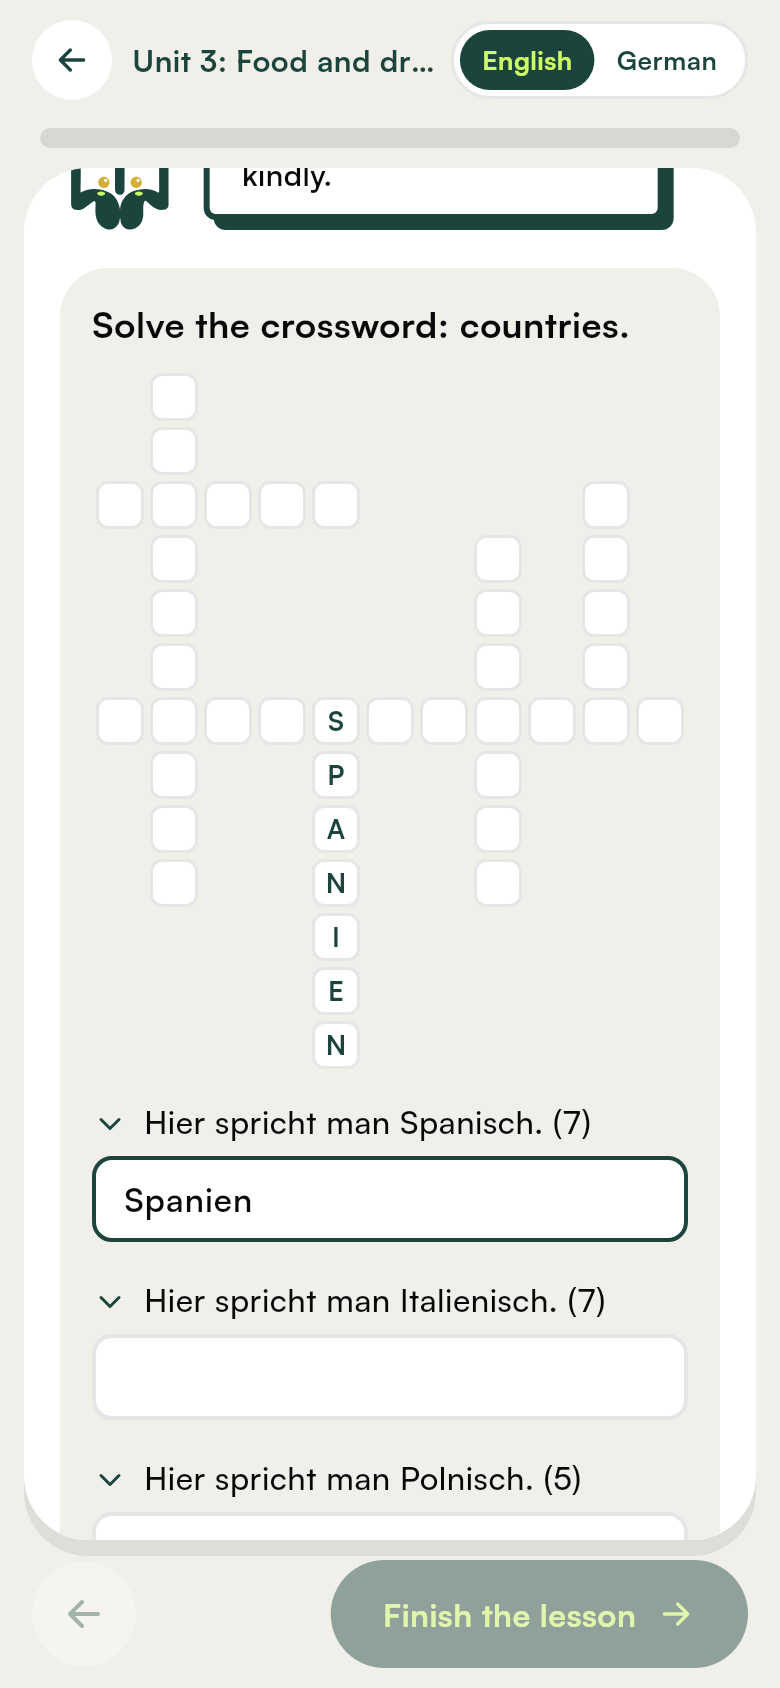 Unit 3: Food and dr...
English
German
kindly.
Solve the crossword: countries.
S
P
A
N
I
E
N
Hier spricht man Spanisch. (7)
Spanien
Hier spricht man Italienisch. (7)
Hier spricht man Polnisch. (5)
Finish the lesson